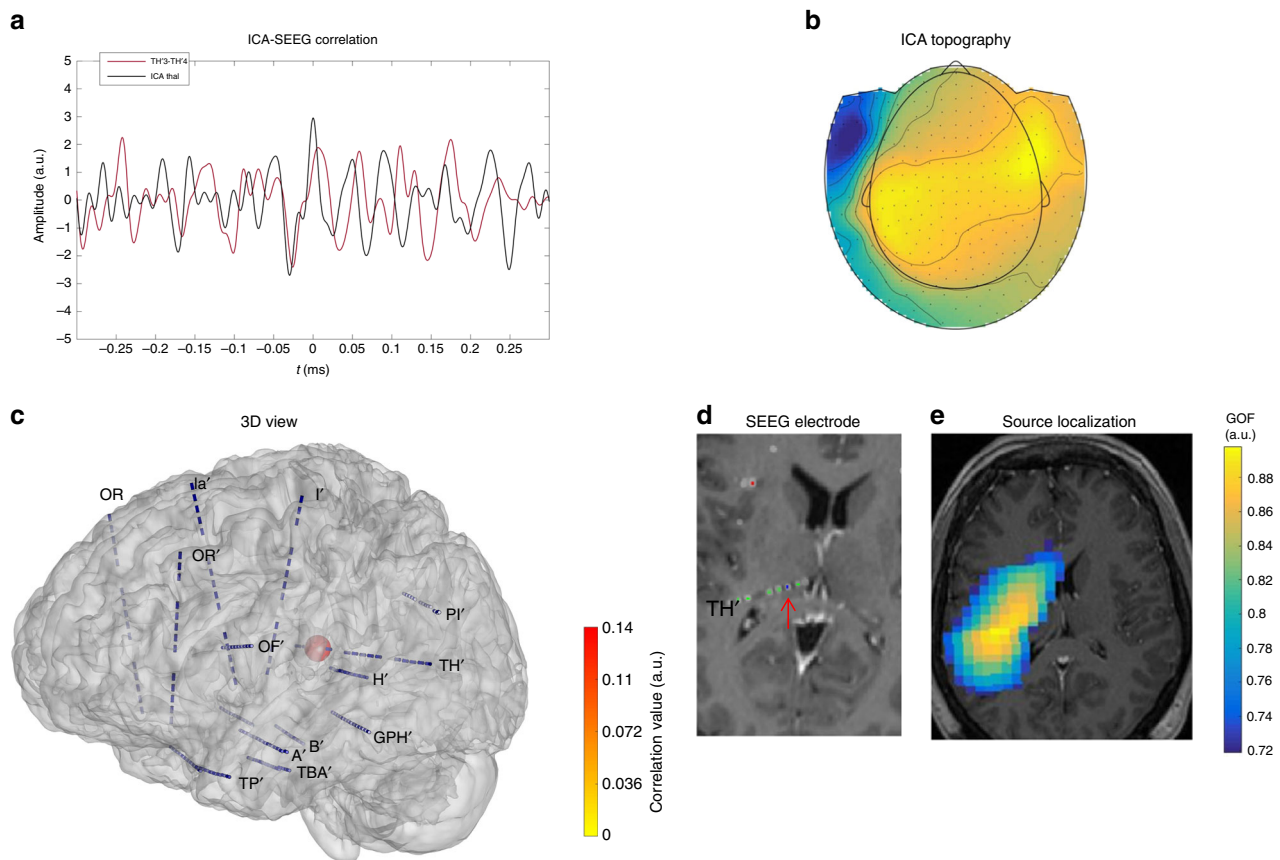 a
ICA-SEEG correlation
TH'3-TH'4
ICA thal
Amplitude (a.u.)
5
4
3
2
1
0
−1
−2
−3
−4
−5
−0.25 −0.2 −0.15 −0.1 −0.05 0 0.05 0.1 0.15 0.2 0.25
t (ms)
b
ICA topography
c
3D view
OR
Ia′
I′
OR′
PI′
OF′
TH′
H′
GPH′
B′
A′
TBA′
TP′
0.14
0.11
0.072
0.036
0
Correlation value (a.u.)
d
SEEG electrode
TH′
e
Source localization
GOF
(a.u.)
0.88
0.86
0.84
0.82
0.80
0.78
0.76
0.74
0.72